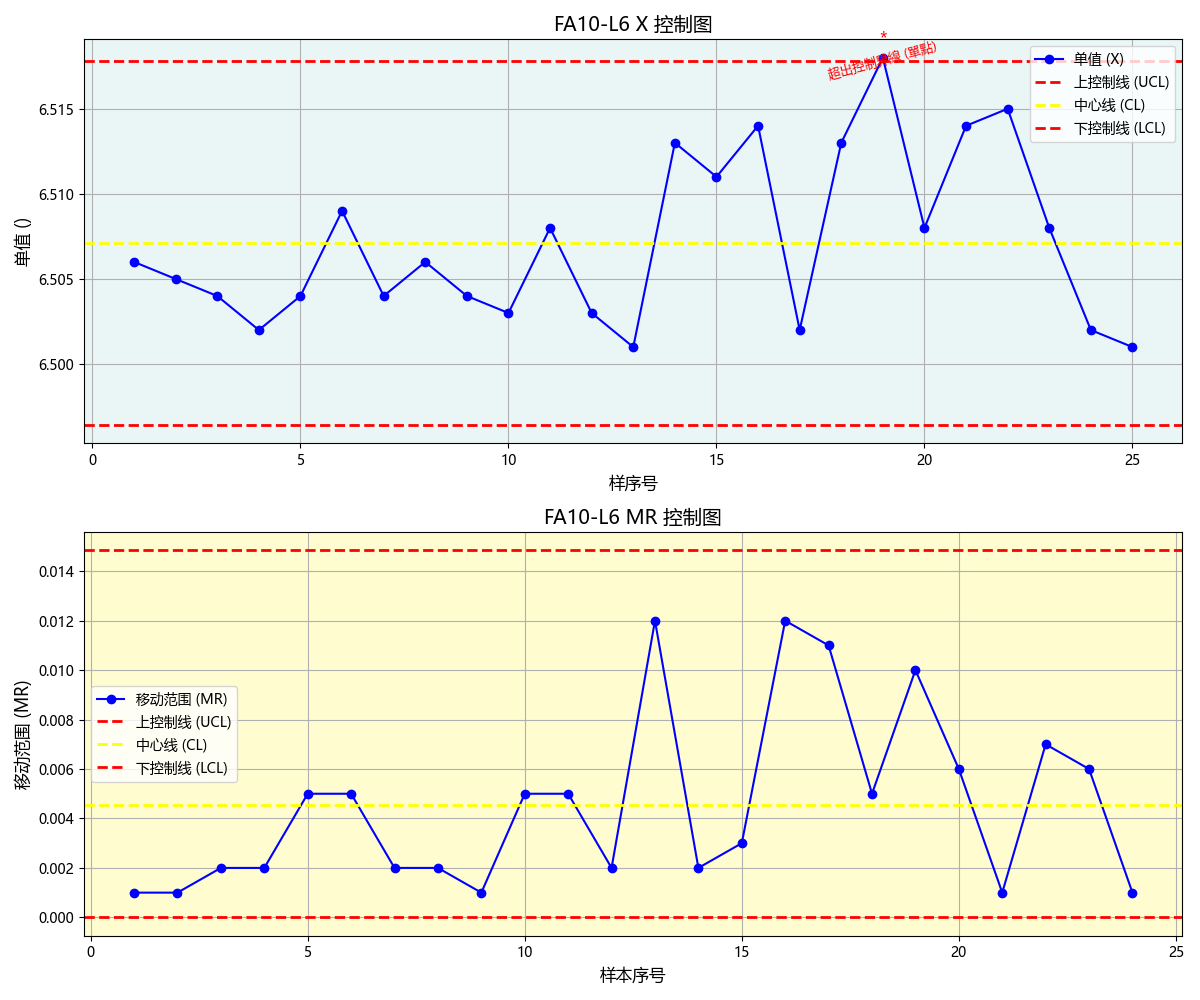 FA10-L6 X 控制图
*
超出控制界線 (單點)
单值 (X)
上控制线 (UCL)
中心线 (CL)
下控制线 (LCL)
单值 ()
6.515
6.510
6.505
6.500
0 5 10 15 20 25
样序号
FA10-L6 MR 控制图
移动范围 (MR)
上控制线 (UCL)
中心线 (CL)
下控制线 (LCL)
移动范围 (MR)
0.014
0.012
0.010
0.008
0.006
0.004
0.002
0.000
0 5 10 15 20 25
样本序号